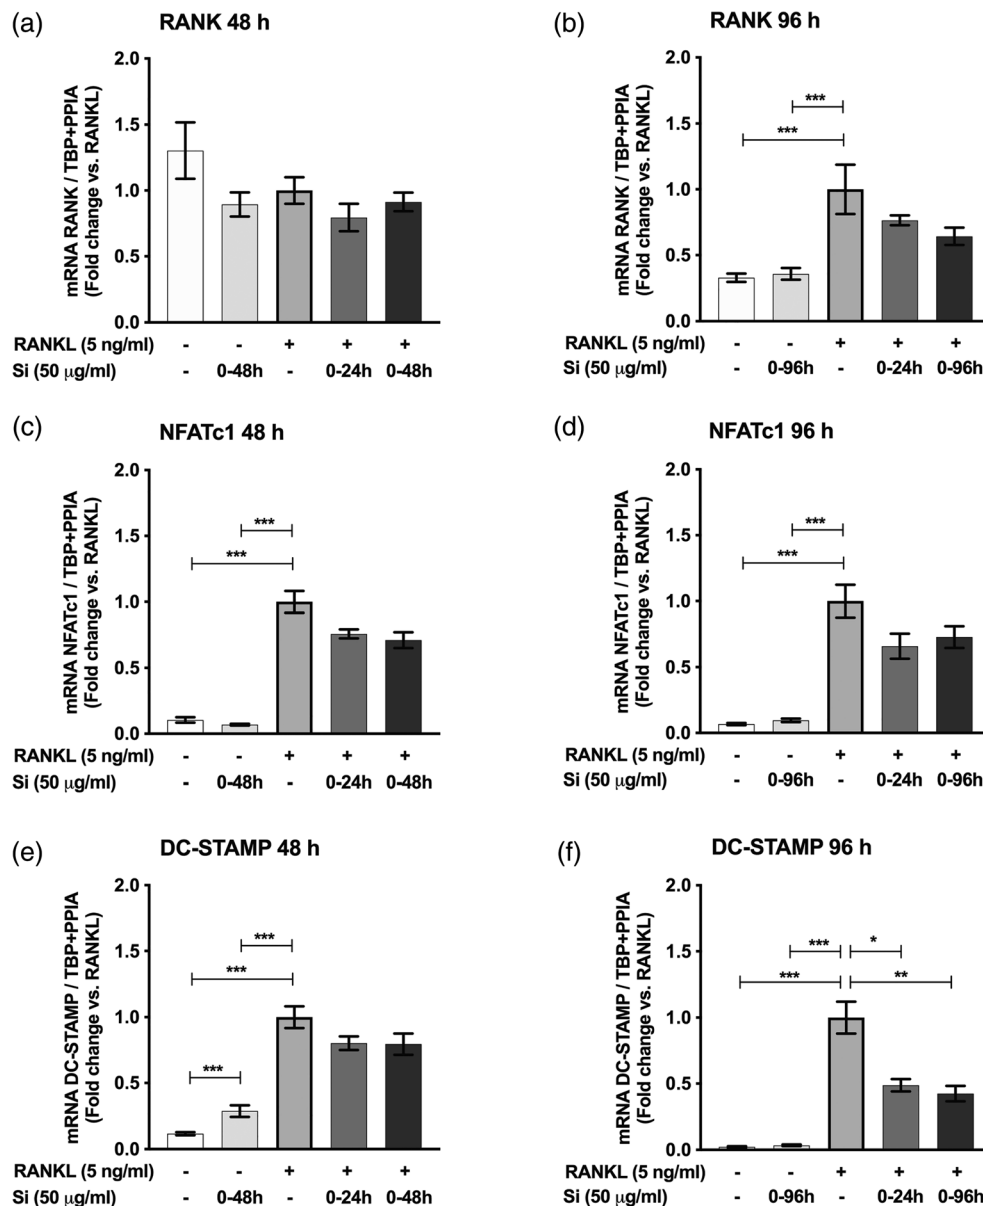 (a)
RANK 48 h
mRNA RANK / TBP+PPIA
(Fold change vs. RANKL)
2.0
1.5
1.0
0.5
0.0
RANKL (5 ng/ml) - - + + +
Si (50 μg/ml) - 0-48h - 0-24h 0-48h
(b)
RANK 96 h
mRNA RANK / TBP+PPIA
(Fold change vs. RANKL)
2.0
1.5
1.0
0.5
0.0
***
***
RANKL (5 ng/ml) - - + + +
Si (50 μg/ml) - 0-96h - 0-24h 0-96h
(c)
NFATc1 48 h
mRNA NFATc1 / TBP+PPIA
(Fold change vs. RANKL)
2.0
1.5
1.0
0.5
0.0
***
***
RANKL (5 ng/ml) - - + + +
Si (50 μg/ml) - 0-48h - 0-24h 0-48h
(d)
NFATc1 96 h
mRNA NFATc1 / TBP+PPIA
(Fold change vs. RANKL)
2.0
1.5
1.0
0.5
0.0
***
***
RANKL (5 ng/ml) - - + + +
Si (50 μg/ml) - 0-96h - 0-24h 0-96h
(e)
DC-STAMP 48 h
mRNA DC-STAMP / TBP+PPIA
(Fold change vs. RANKL)
2.0
1.5
1.0
0.5
0.0
***
***
***
RANKL (5 ng/ml) - - + + +
Si (50 μg/ml) - 0-48h - 0-24h 0-48h
(f)
DC-STAMP 96 h
mRNA DC-STAMP / TBP+PPIA
(Fold change vs. RANKL)
2.0
1.5
1.0
0.5
0.0
*** *
*** **
RANKL (5 ng/ml) - - + + +
Si (50 μg/ml) - 0-96h - 0-24h 0-96h